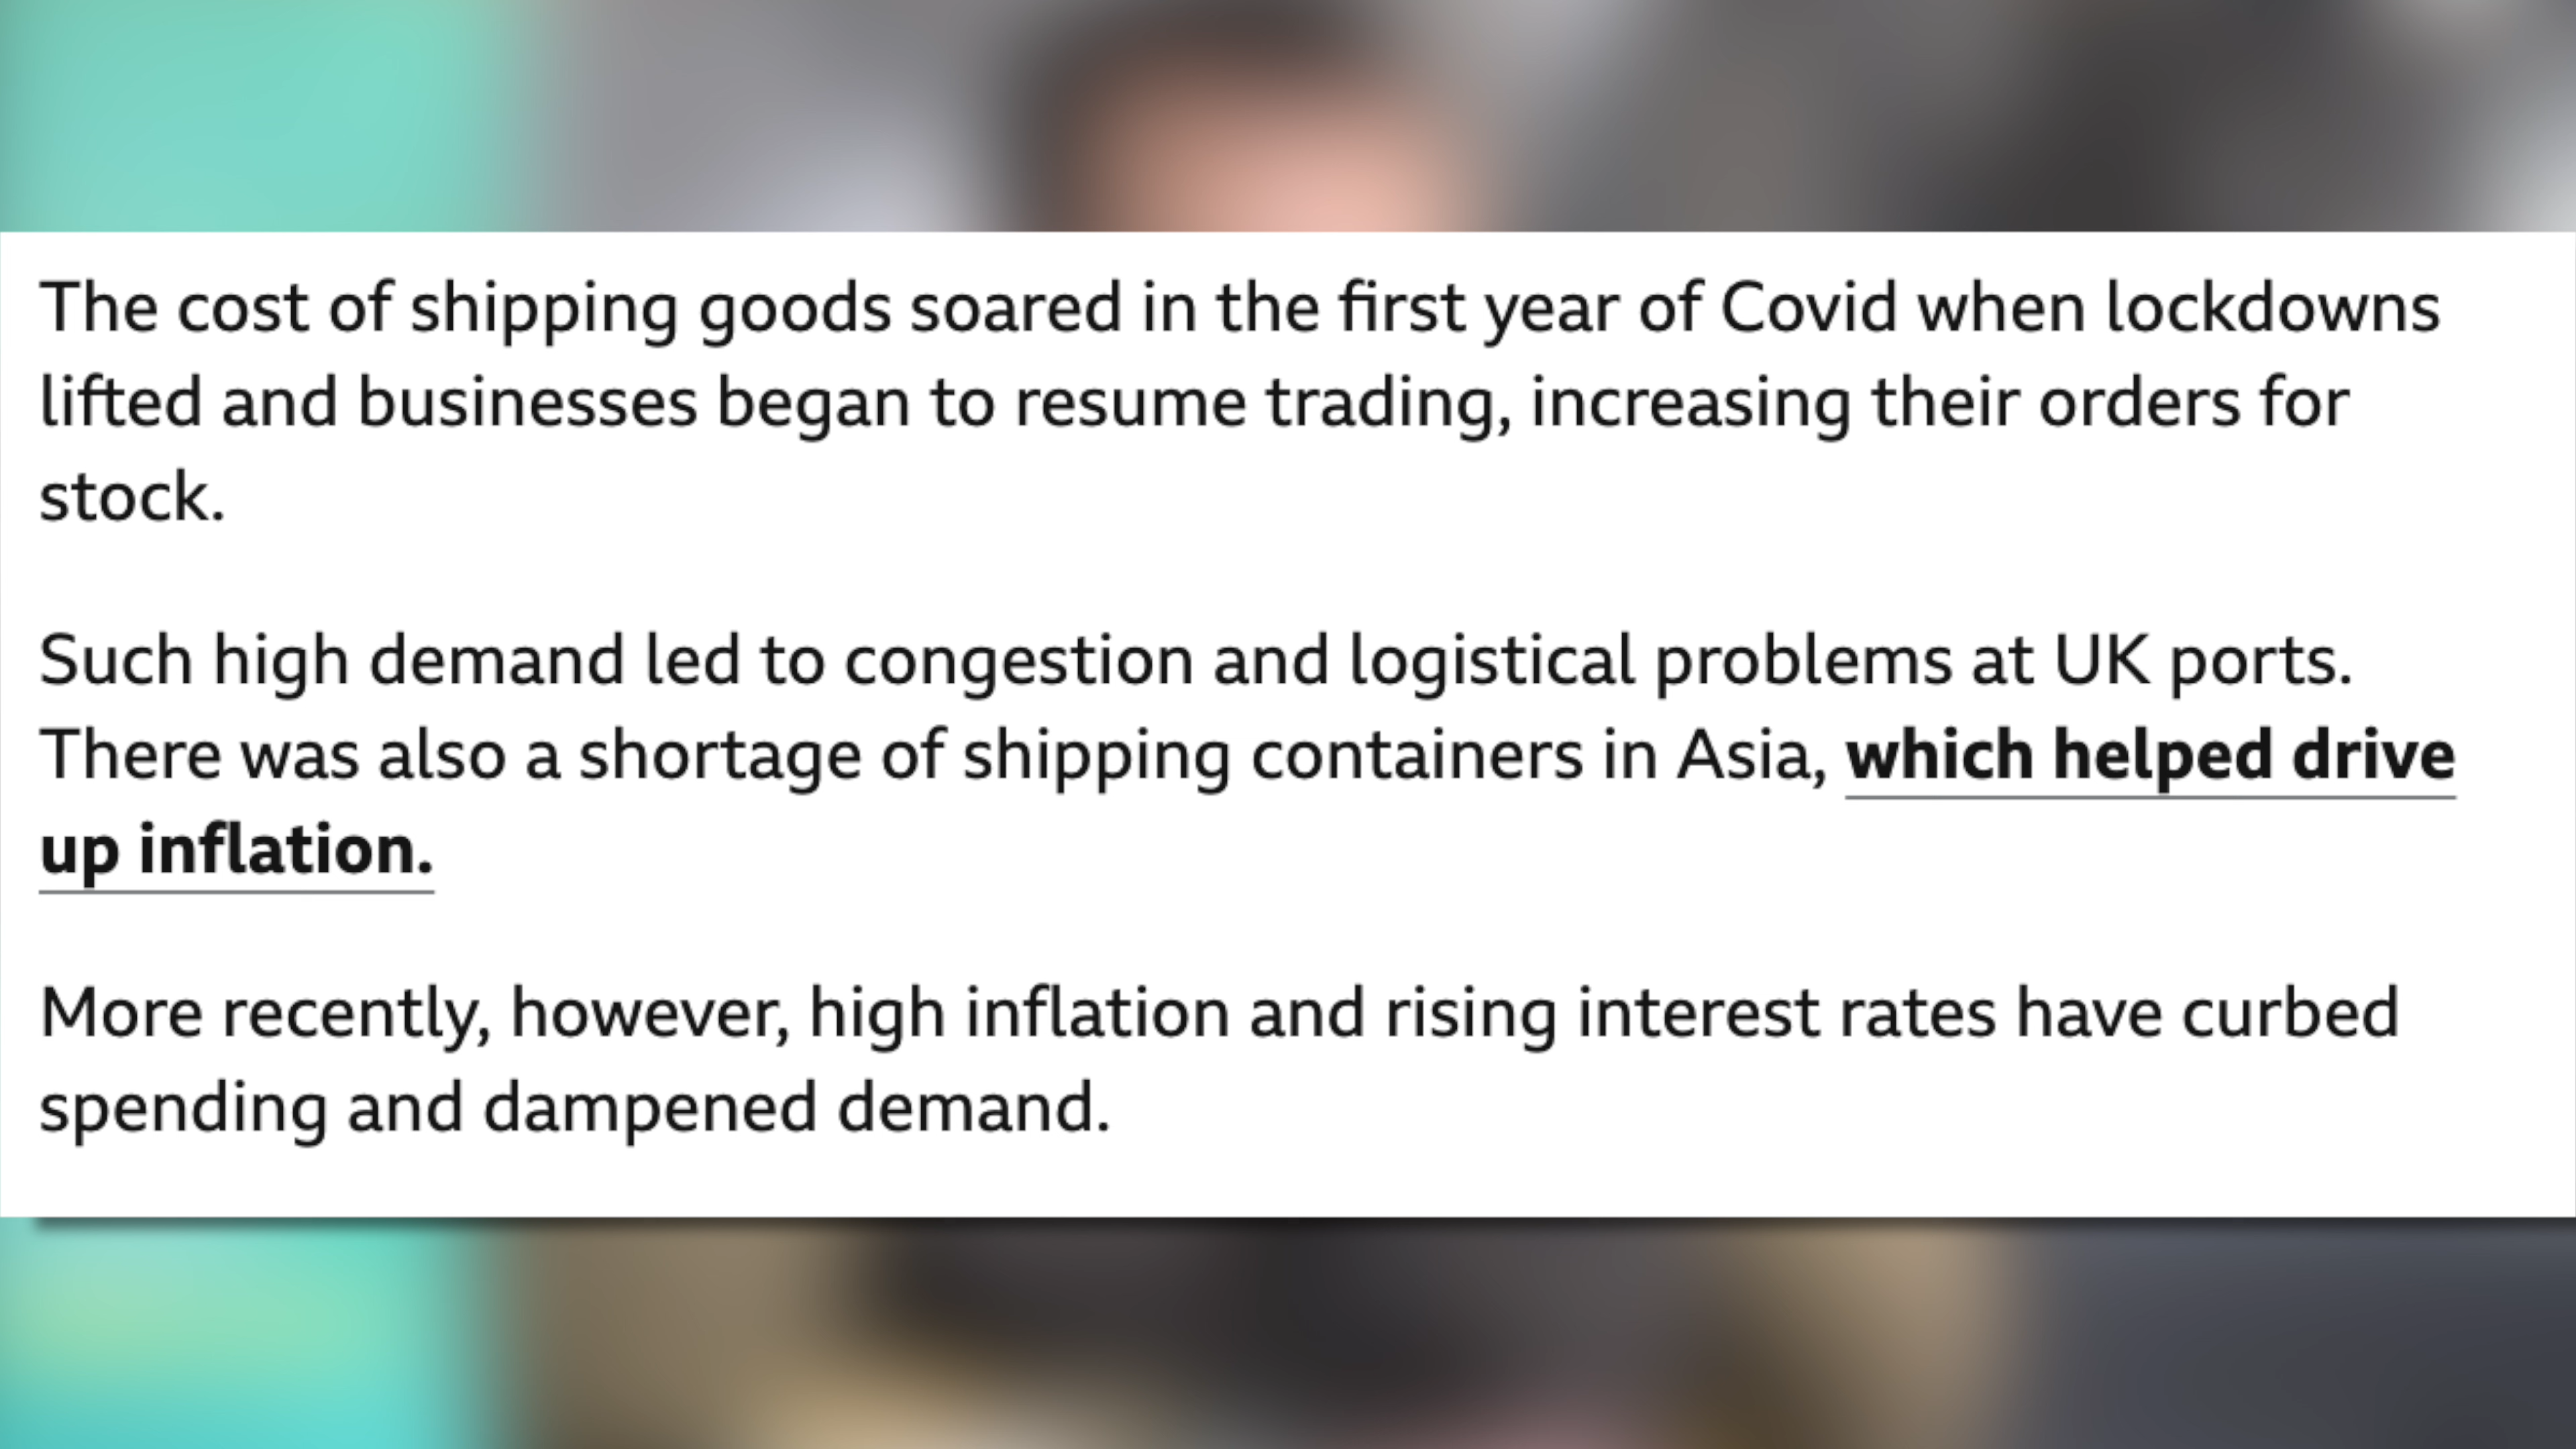 The cost of shipping goods soared in the first year of Covid when lockdowns
lifted and businesses began to resume trading, increasing their orders for
stock.
Such high demand led to congestion and logistical problems at UK ports.
There was also a shortage of shipping containers in Asia, which helped drive
up inflation.
More recently, however, high inflation and rising interest rates have curbed
spending and dampened demand.